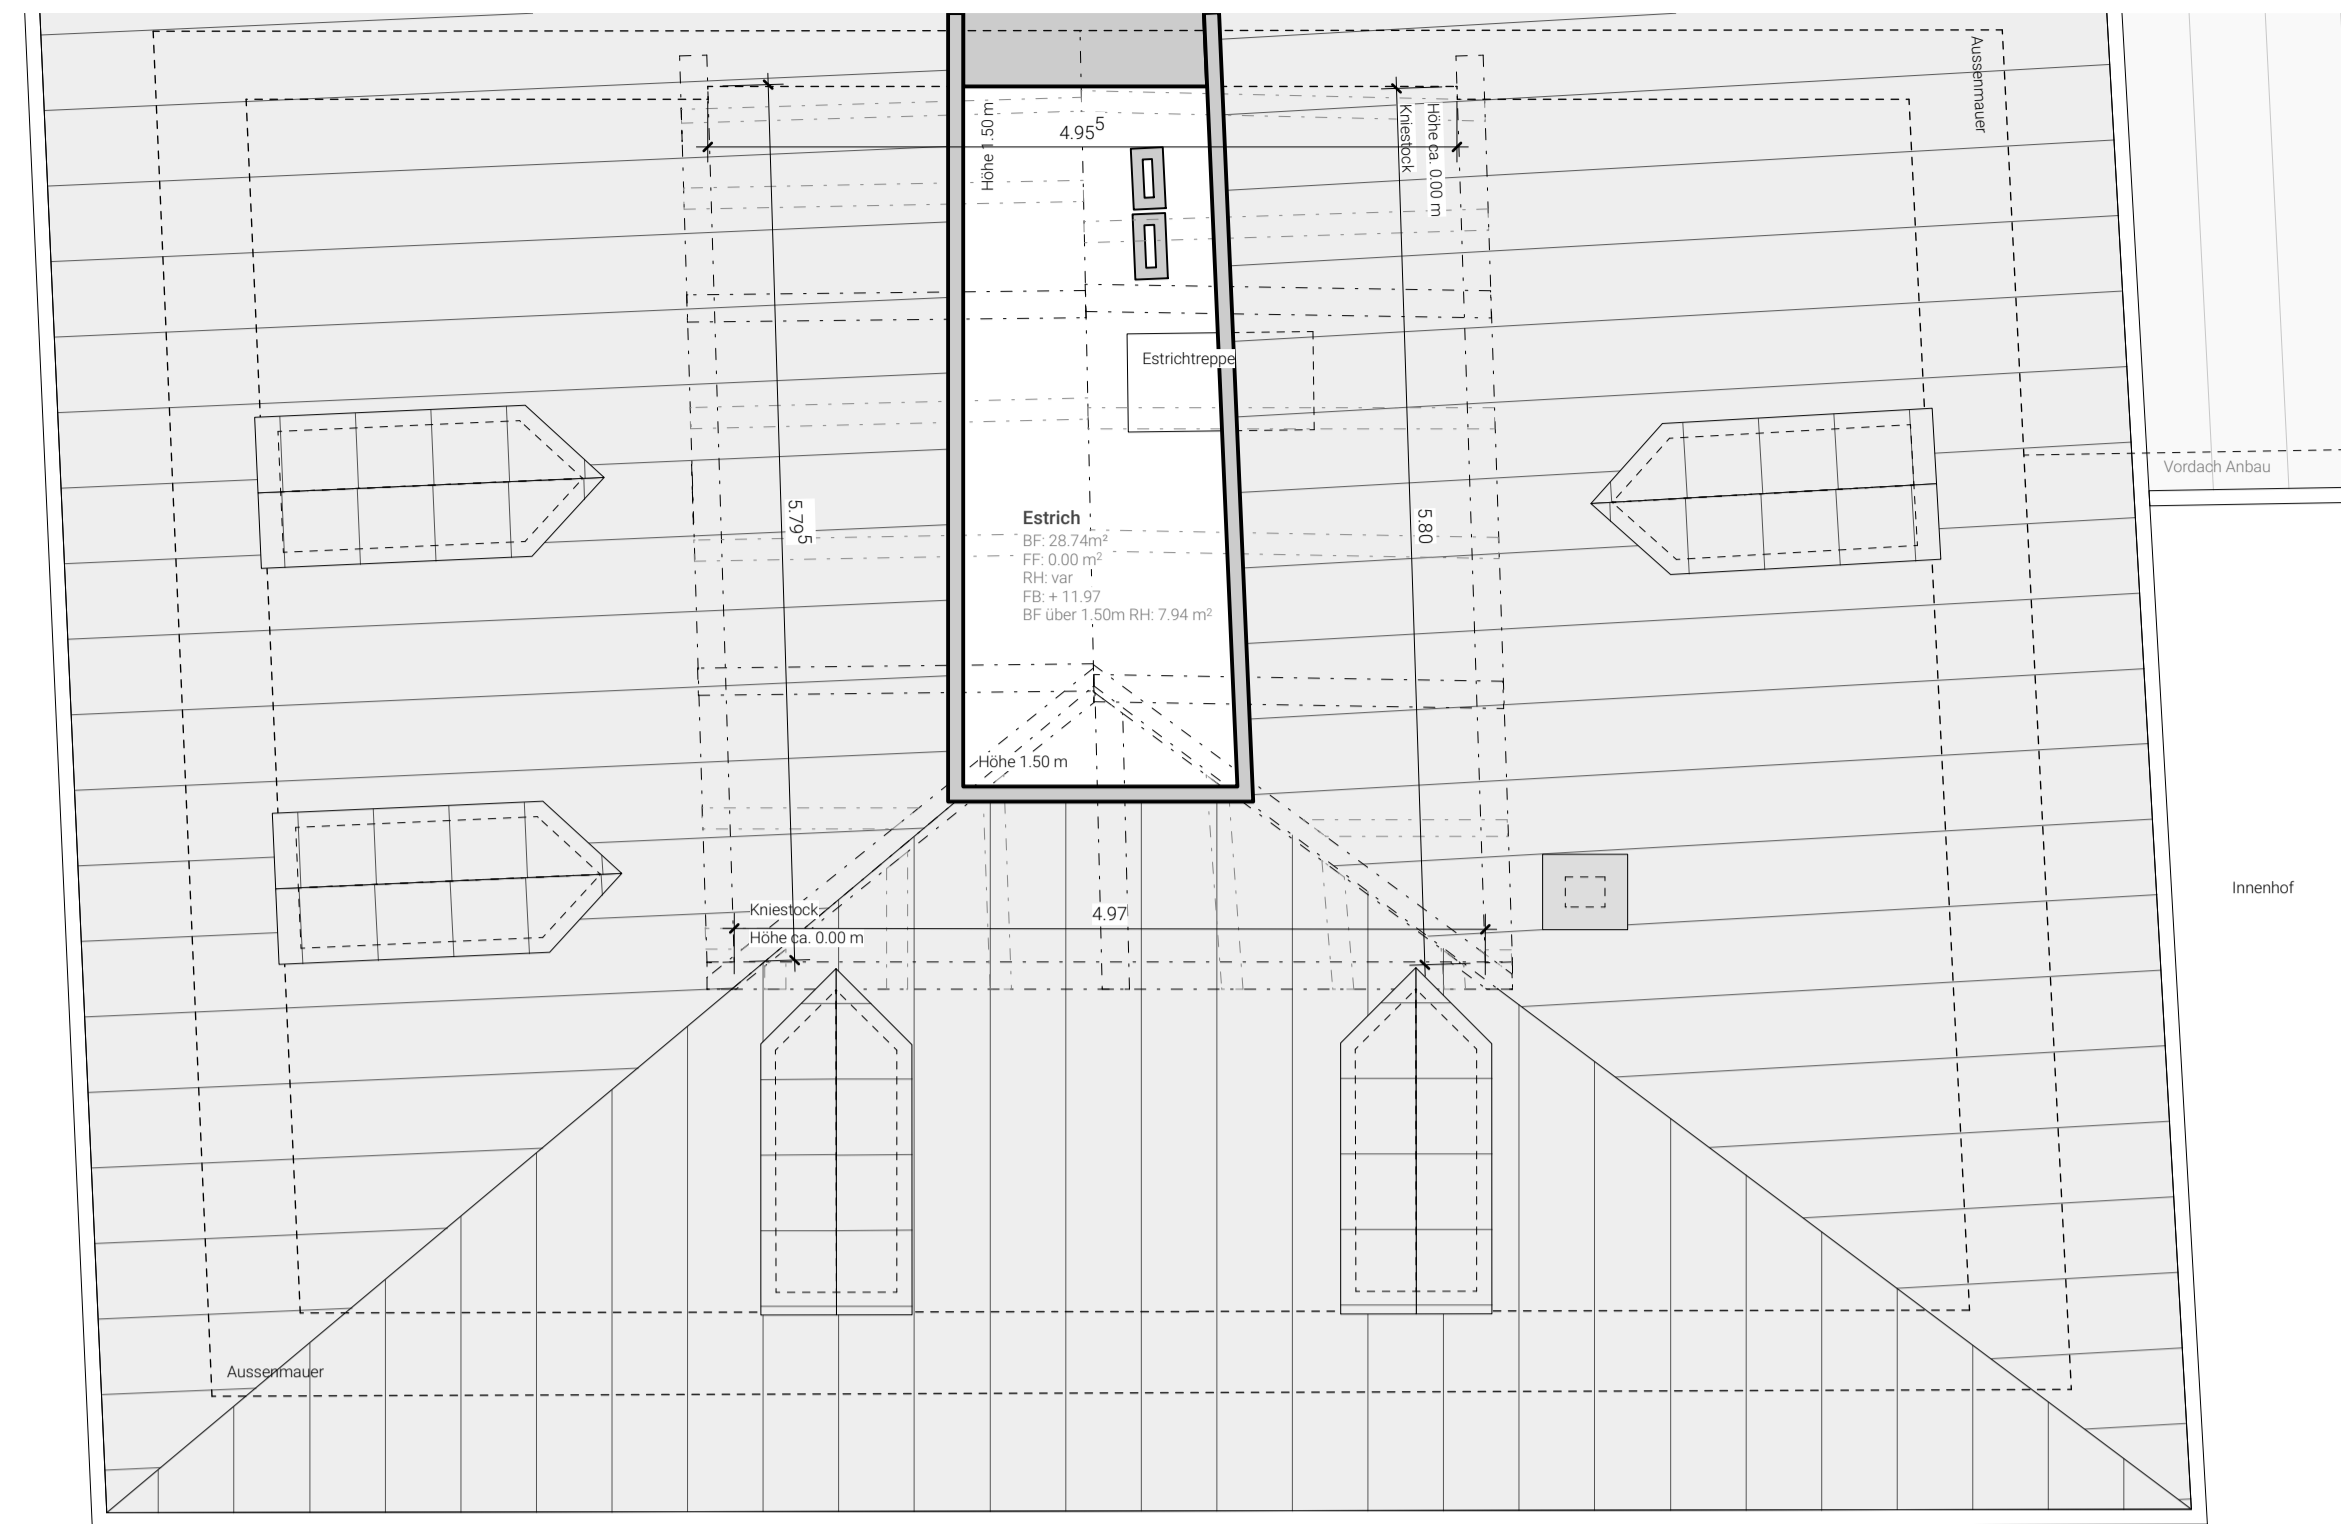 Aussenmauer
Höhe 1.50 m
4.95⁵
Kniestock
Höhe ca. 0.00 m
Estrichtreppe
Vordach Anbau
5.79⁵
5.80
Estrich
BF: 28.74m²
FF: 0.00 m²
RH: var
FB: + 11.97
BF über 1.50m RH: 7.94 m²
Höhe 1.50 m
Innenhof
Kniestock
4.97
Höhe ca. 0.00 m
Aussenmauer